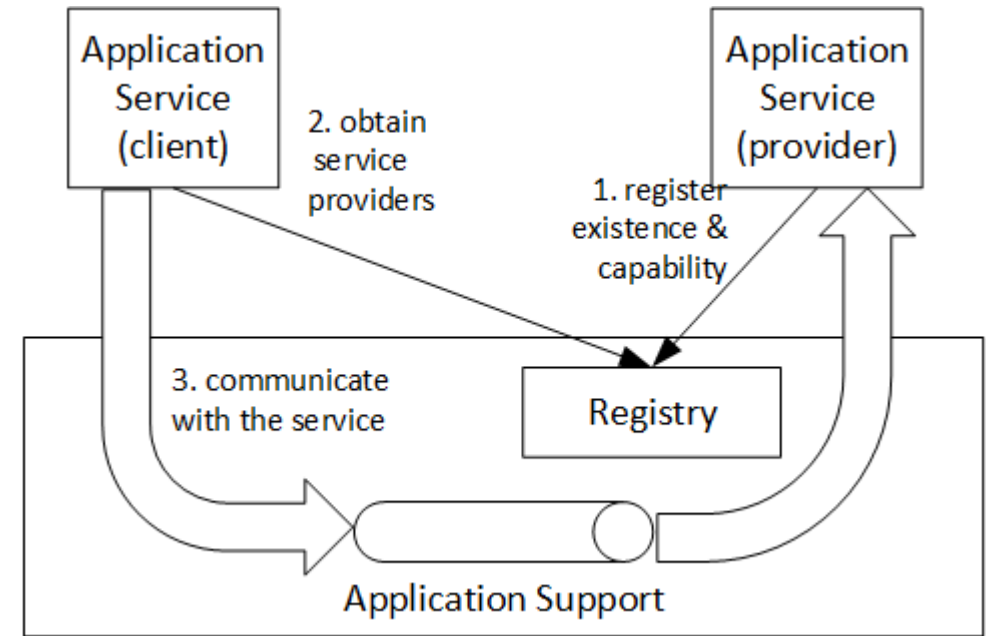 Application
Service
(client)
Application
Service
(provider)
2. obtain
service
providers
1. register
existence &
capability
3. communicate
with the service
Registry
Application Support